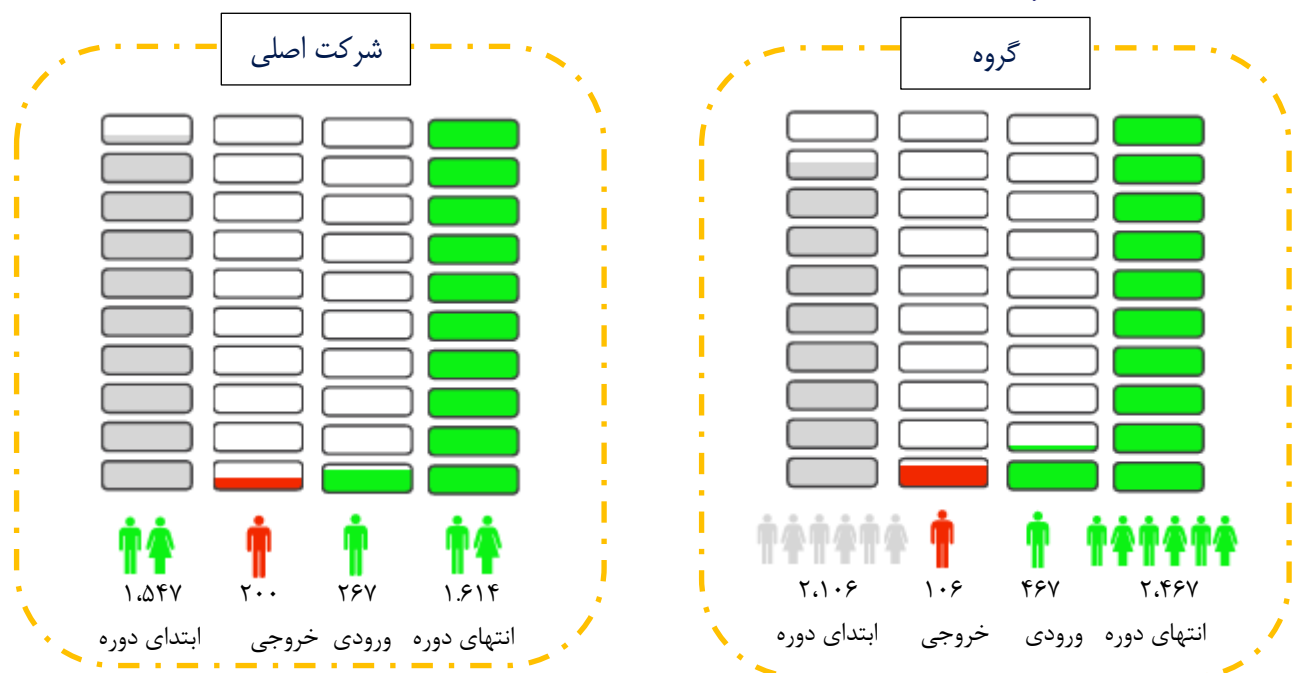 گروه
۲،۴۶۷
۴۶۷
۱۰۶
۲،۱۰۶
انتهای دوره
ورودی
خروجی
ابتدای دوره
شرکت اصلی
۱.۶۱۴
۲۶۷
۲۰۰
۱،۵۴۷
انتهای دوره
ورودی
خروجی
ابتدای دوره